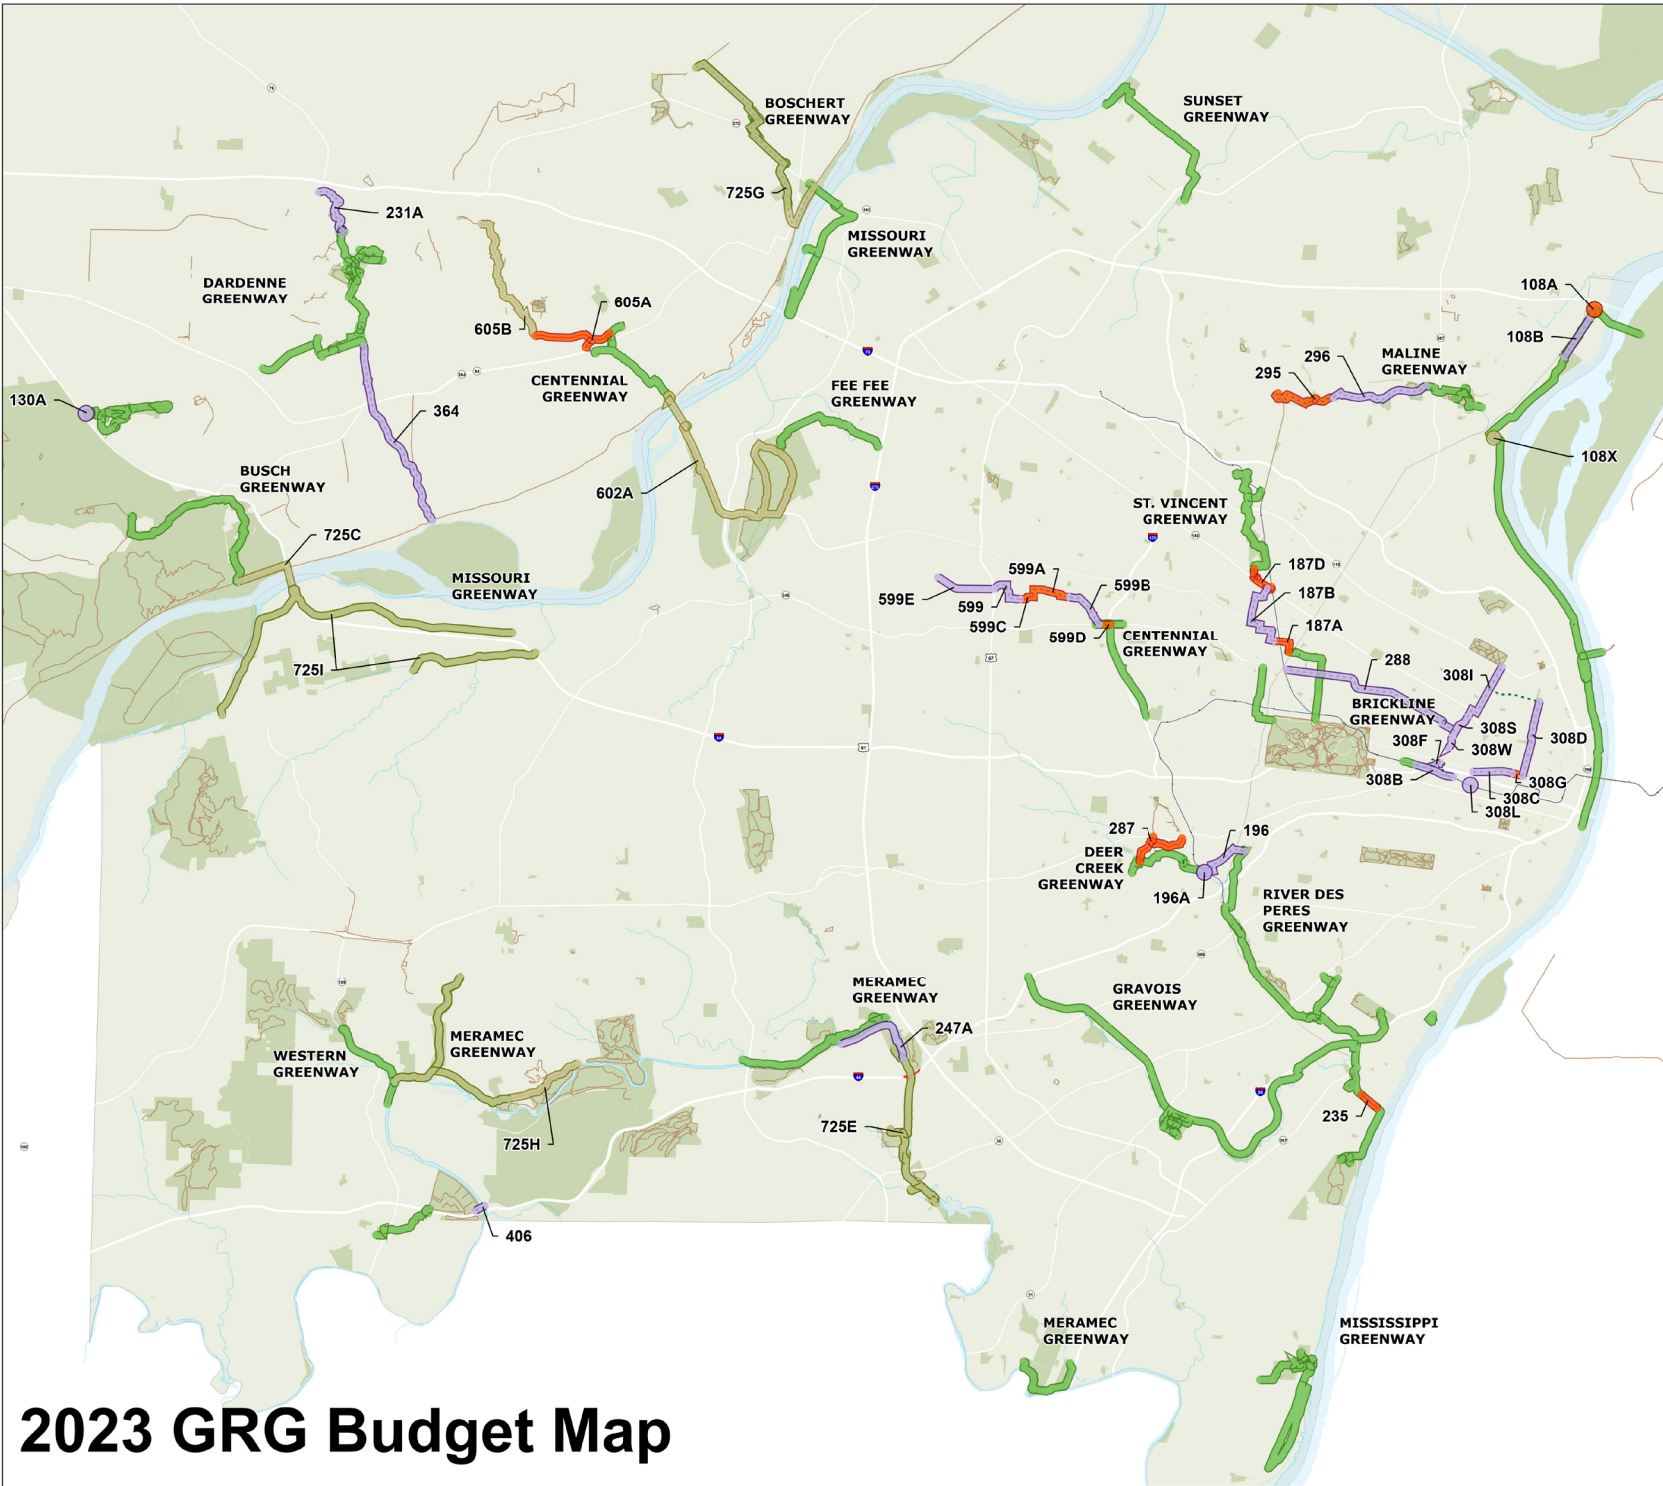 BOSCHERT
GREENWAY
SUNSET
GREENWAY
725G
231A
MISSOURI
GREENWAY
DARDENNE
GREENWAY
605A
605B
108A
108B
296
MALINE
GREENWAY
295
CENTENNIAL
GREENWAY
FEE FEE
GREENWAY
130A
364
108X
BUSCH
GREENWAY
602A
ST. VINCENT
GREENWAY
725C
MISSOURI
GREENWAY
599A
187D
599B
187B
599E
599
599C
599D
187A
CENTENNIAL
GREENWAY
725I
288
308I
BRICKLINE
GREENWAY
308S
308F
308W
308D
308B
308G
308C
308L
287
196
DEER
CREEK
GREENWAY
196A
RIVER DES
PERES
GREENWAY
MERAMEC
GREENWAY
GRAVOIS
GREENWAY
247A
MERAMEC
GREENWAY
WESTERN
GREENWAY
235
725E
725H
406
MERAMEC
GREENWAY
MISSISSIPPI
GREENWAY
2023 GRG Budget Map